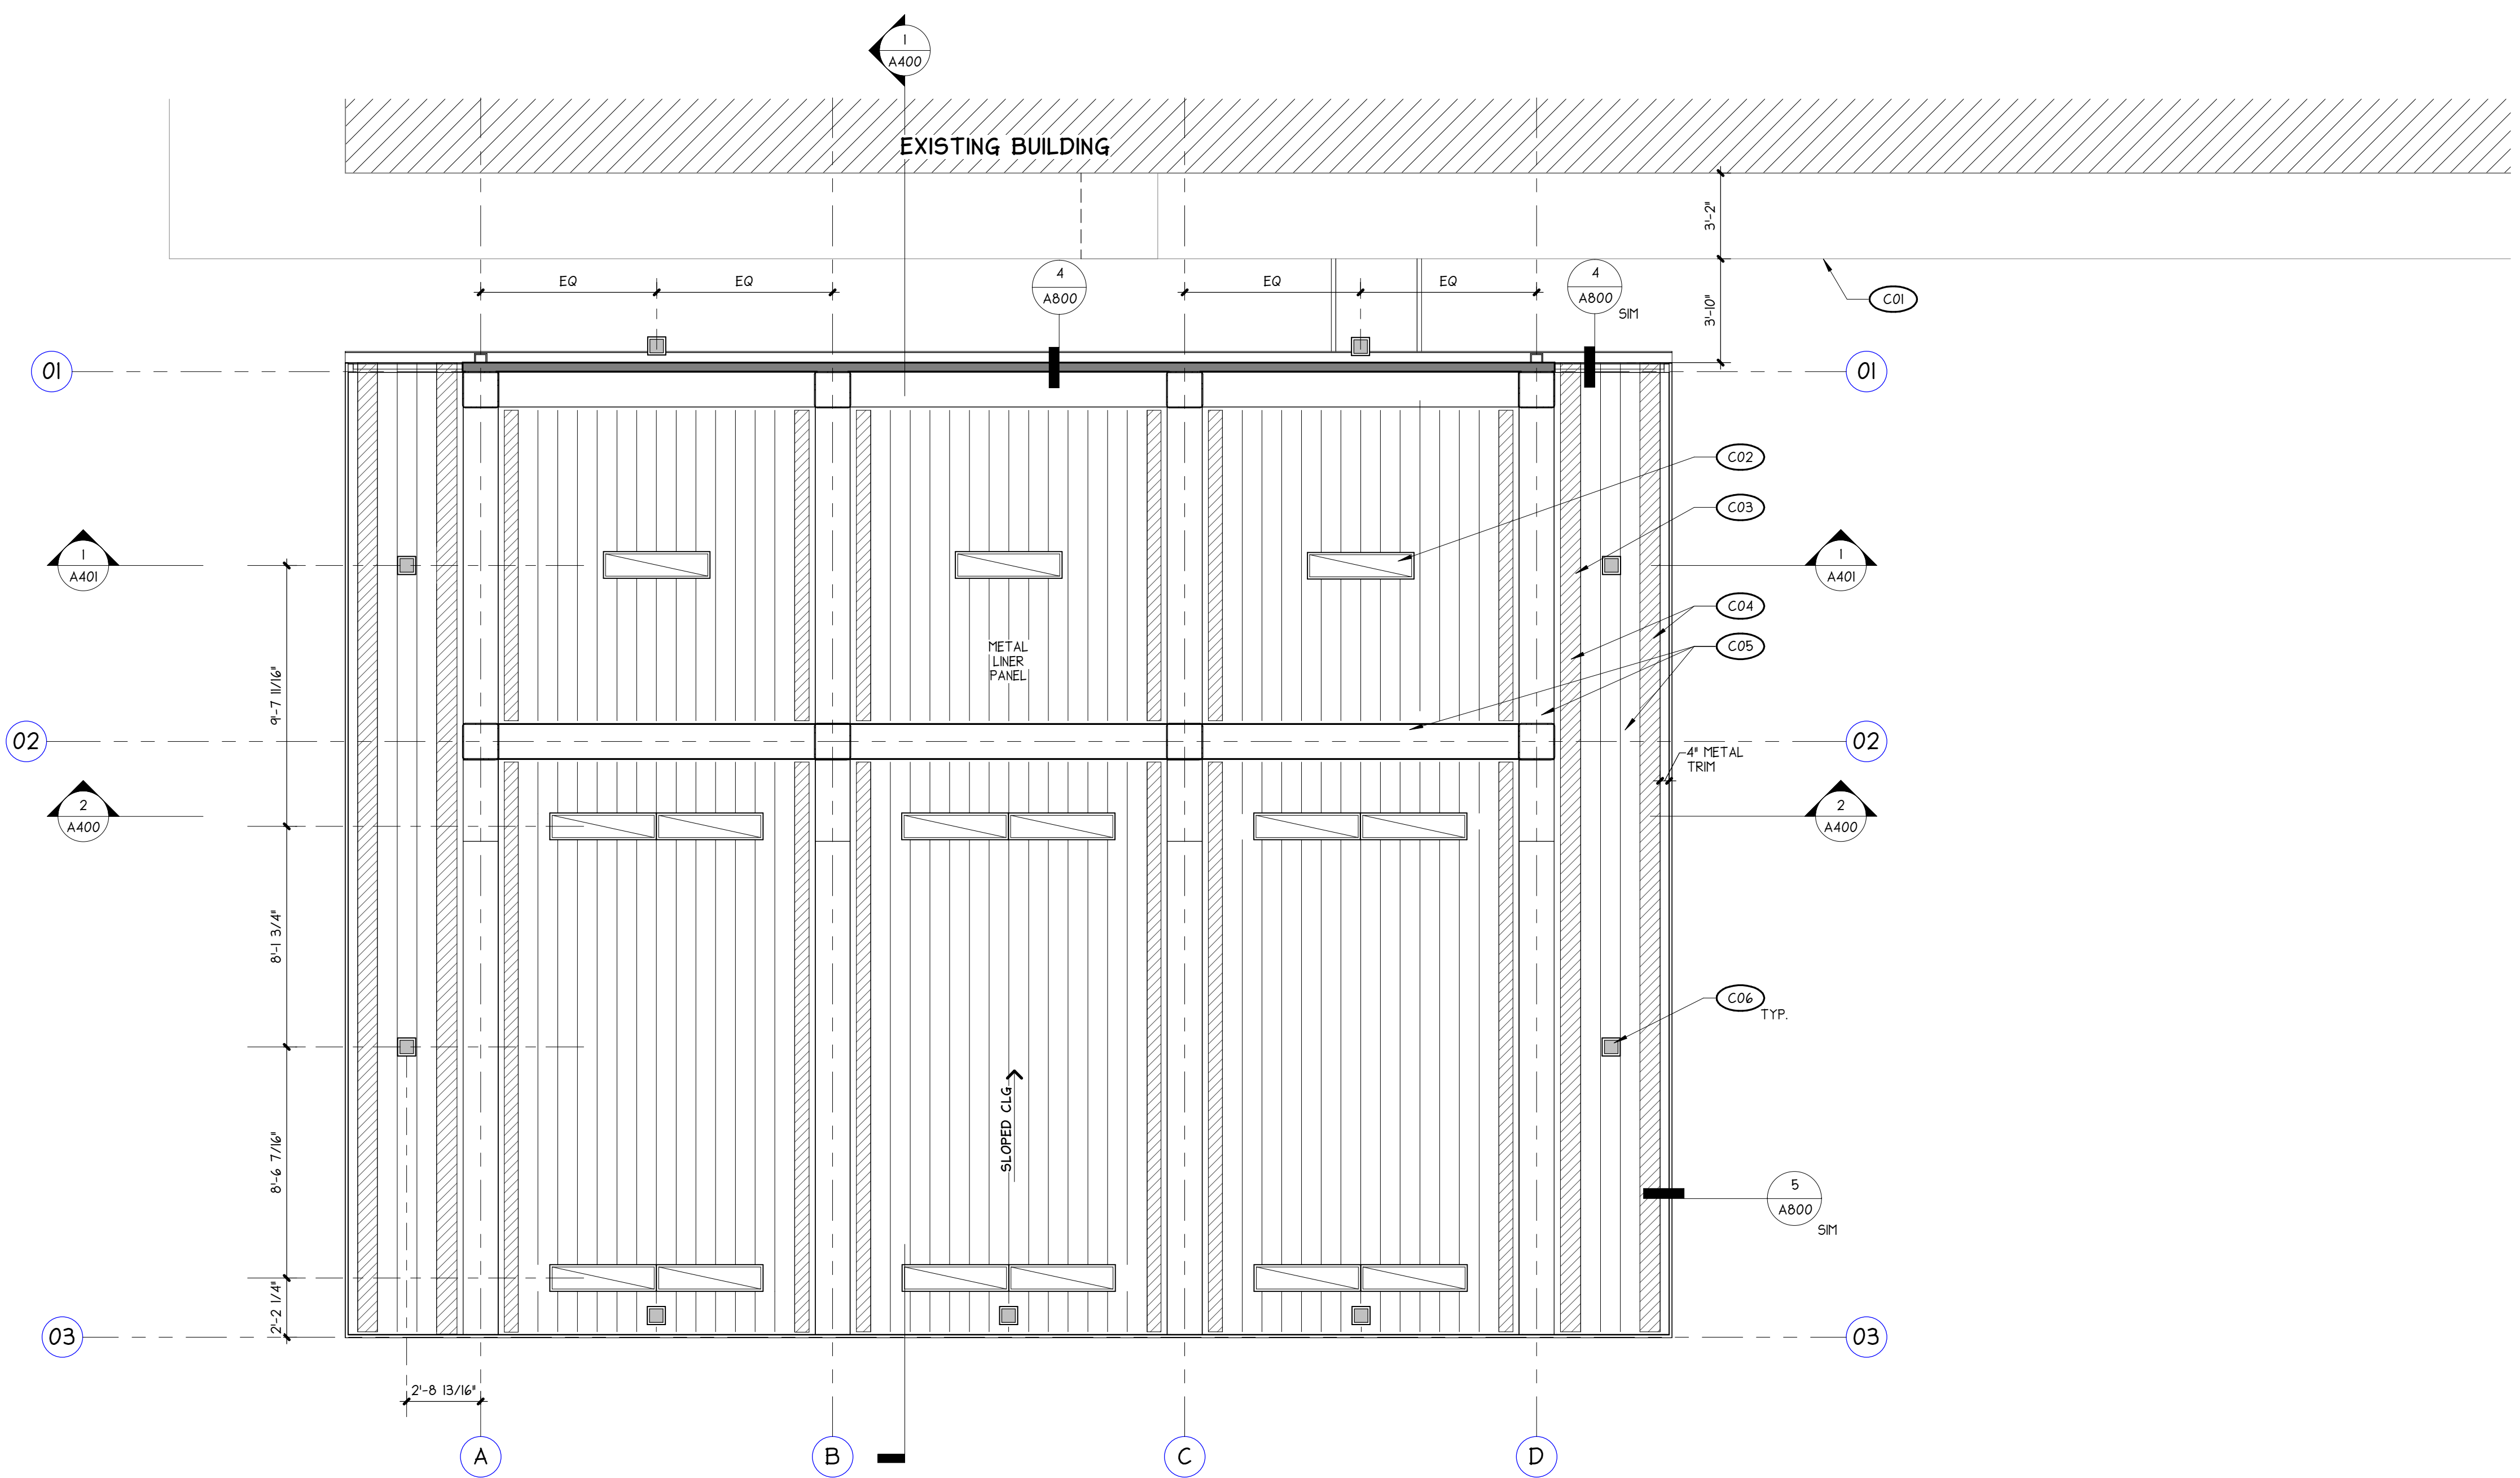 1
A400
EXISTING BUILDING
3'-2"
EQ
EQ
4
A800
EQ
EQ
4
A800
SIM
3'-10"
C01
01
01
C02
C03
1
A401
1
A401
C04
METAL
LINER
PANEL
C05
9'-7 11/16"
02
02
4" METAL
TRIM
2
A400
2
A400
8'-1 3/4"
C06
TYP.
SLOPED CLG
8'-6 7/16"
5
A800
SIM
2'-2 1/4"
03
03
2'-8 13/16"
A
B
C
D